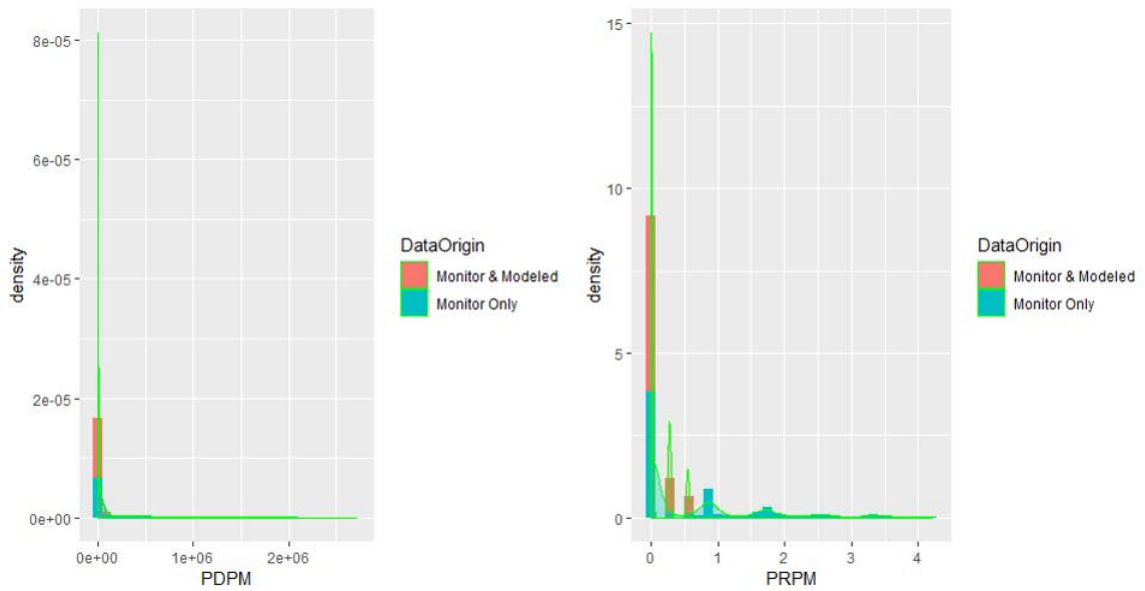 8e-05
6e-05
4e-05
2e-05
0e+00
density
0e+00 1e+06 2e+06
PDPM
DataOrigin
Monitor & Modeled
Monitor Only
15
10
5
0
density
0 1 2 3 4
PRPM
DataOrigin
Monitor & Modeled
Monitor Only